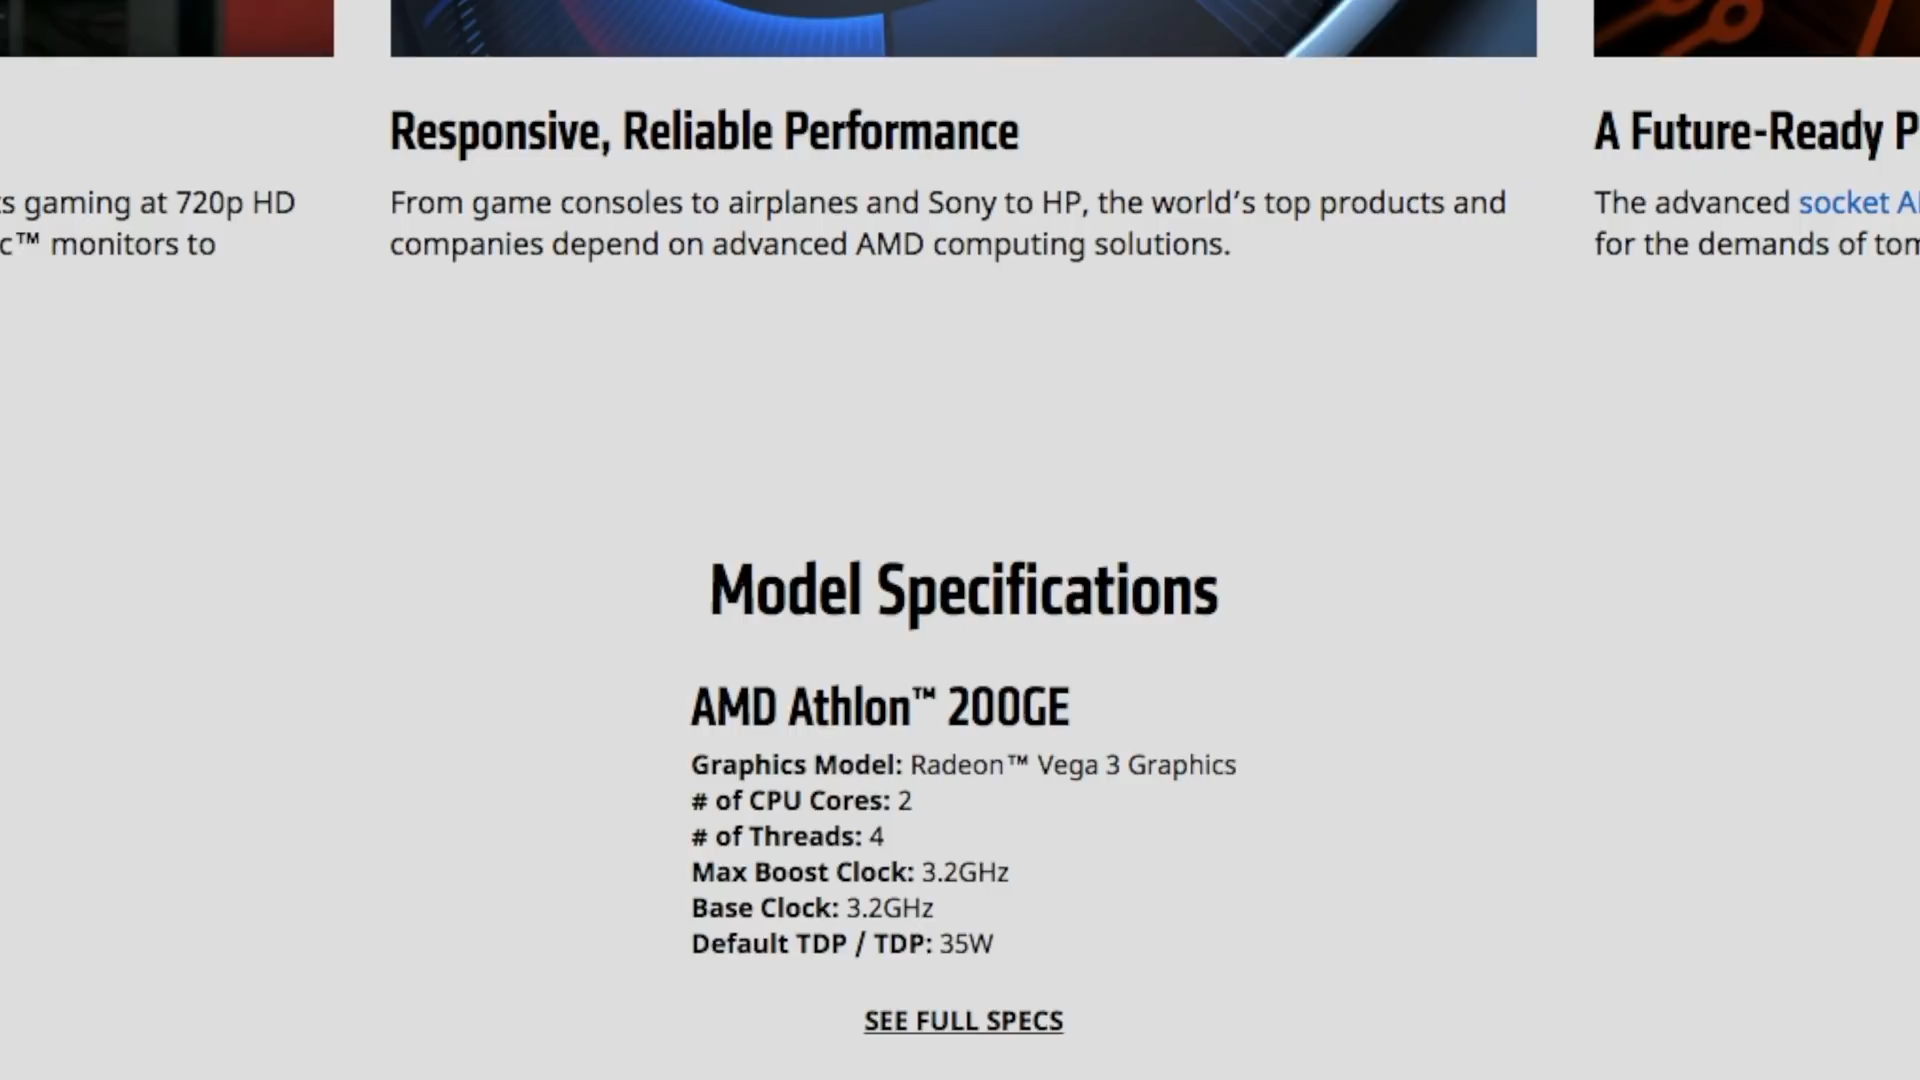 s gaming at 720p HD
c™ monitors to
Responsive, Reliable Performance
From game consoles to airplanes and Sony to HP, the world’s top products and
companies depend on advanced AMD computing solutions.
A Future-Ready P
The advanced socket A
for the demands of tom
Model Specifications
AMD Athlon™ 200GE
Graphics Model: Radeon™ Vega 3 Graphics
# of CPU Cores: 2
# of Threads: 4
Max Boost Clock: 3.2GHz
Base Clock: 3.2GHz
Default TDP / TDP: 35W
SEE FULL SPECS